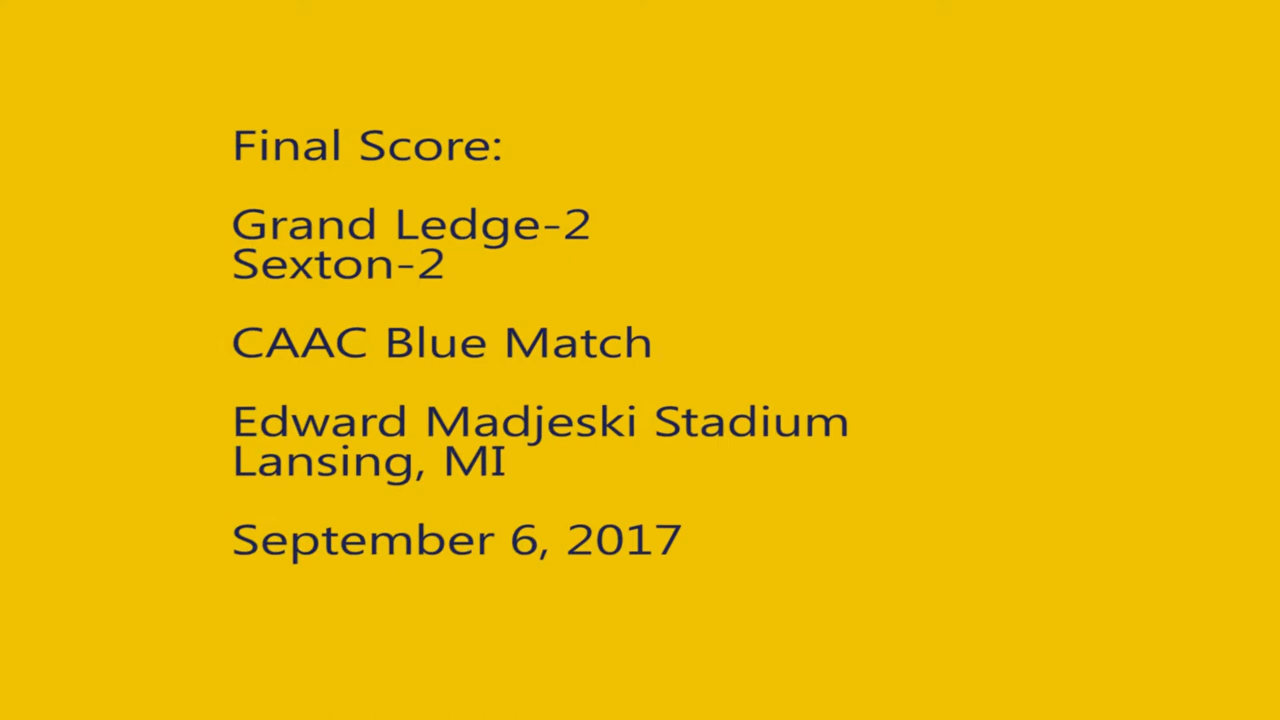 Final Score:
Grand Ledge-2
Sexton-2
CAAC Blue Match
Edward Madjeski Stadium
Lansing, MI
September 6, 2017